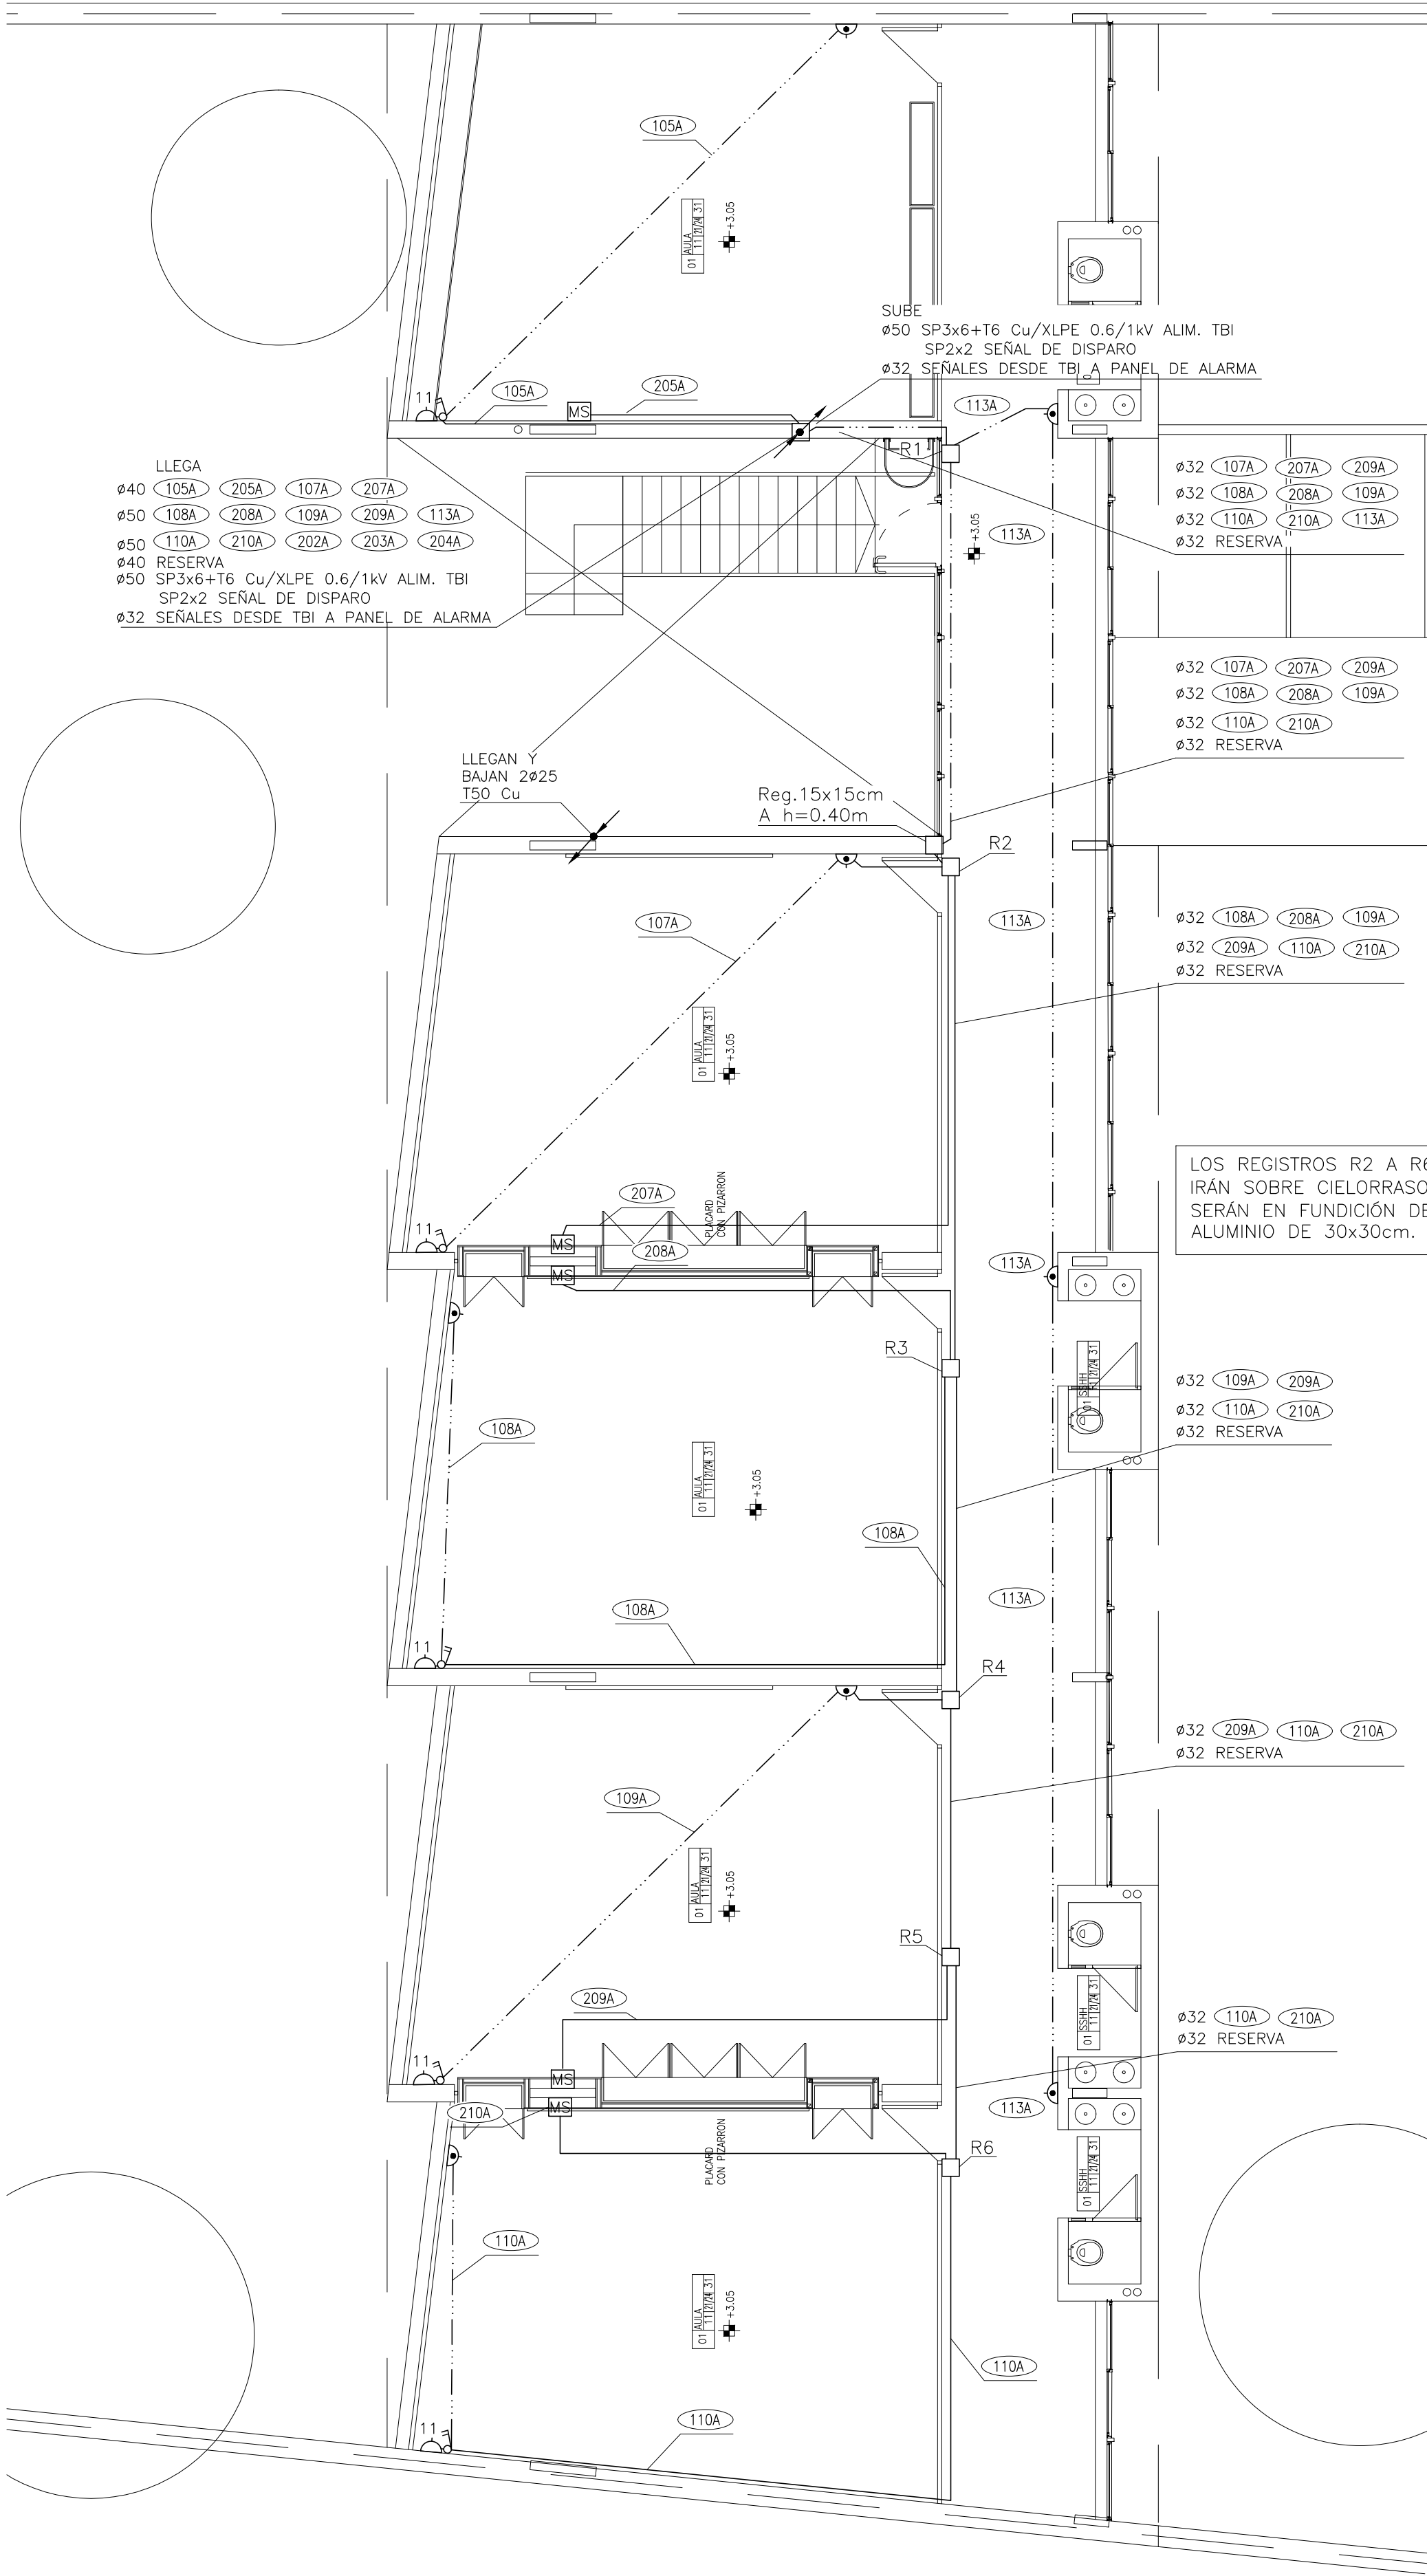 105A
01 AULA
11 21/24 31
+3.05
SUBE
ø50 SP3x6+T6 Cu/XLPE 0.6/1kV ALIM. TBI
SP2x2 SEÑAL DE DISPARO
ø32 SEÑALES DESDE TBI A PANEL DE ALARMA
11
105A
MS
205A
113A
R1
LLEGA
ø40 105A 205A 107A 207A
ø50 108A 208A 109A 209A 113A
ø50 110A 210A 202A 203A 204A
ø40 RESERVA
ø50 SP3x6+T6 Cu/XLPE 0.6/1kV ALIM. TBI
SP2x2 SEÑAL DE DISPARO
ø32 SEÑALES DESDE TBI A PANEL DE ALARMA
+3.05
113A
ø32 107A 207A 209A
ø32 108A 208A 109A
ø32 110A 210A 113A
ø32 RESERVA
ø32 107A 207A 209A
ø32 108A 208A 109A
ø32 110A 210A
ø32 RESERVA
LLEGAN Y
BAJAN 2ø25
T50 Cu
Reg.15x15cm
A h=0.40m
R2
107A
113A
ø32 108A 208A 109A
ø32 209A 110A 210A
ø32 RESERVA
01 AULA
11 21/24 31
+3.05
LOS REGISTROS R2 A R6
IRÁN SOBRE CIELORRASO
SERÁN EN FUNDICIÓN DE
ALUMINIO DE 30x30cm.
PLACARD
CON PIZARRON
207A
11
MS
208A
MS
113A
R3
01 SSHH
11 21/24 31
ø32 109A 209A
ø32 110A 210A
ø32 RESERVA
108A
01 AULA
11 21/24 31
+3.05
108A
108A
113A
11
R4
ø32 209A 110A 210A
ø32 RESERVA
109A
01 AULA
11 21/24 31
+3.05
R5
209A
01 SSHH
11 21/24 31
ø32 110A 210A
ø32 RESERVA
11
MS
210A
MS
113A
PLACARD
CON PIZARRON
R6
01 SSHH
11 21/24 31
110A
01 AULA
11 21/24 31
+3.05
110A
110A
11